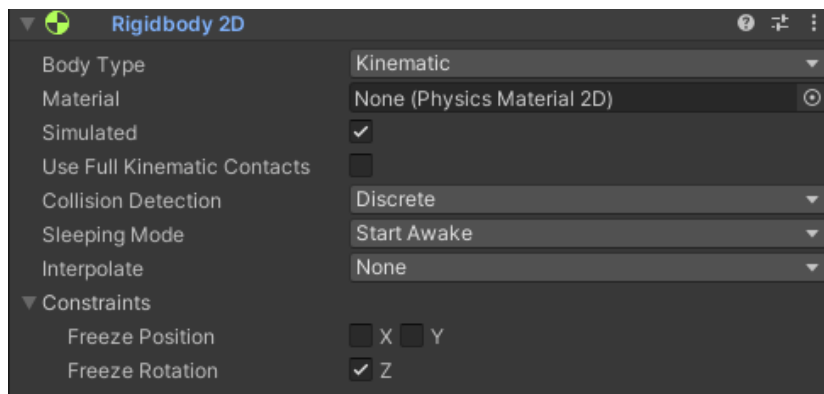 Rigidbody 2D
Body Type Kinematic
Material None (Physics Material 2D)
Simulated
Use Full Kinematic Contacts
Collision Detection Discrete
Sleeping Mode Start Awake
Interpolate None
Constraints
Freeze Position X Y
Freeze Rotation Z